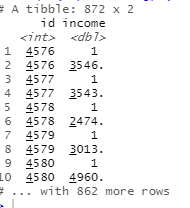 # A tibble: 872 x 2
id income
<int> <dbl>
1 4576 1
2 4576 3546.
3 4577 1
4 4577 3543.
5 4578 1
6 4578 2474.
7 4579 1
8 4579 3013.
9 4580 1
10 4580 4960.
# ... with 862 more rows
>